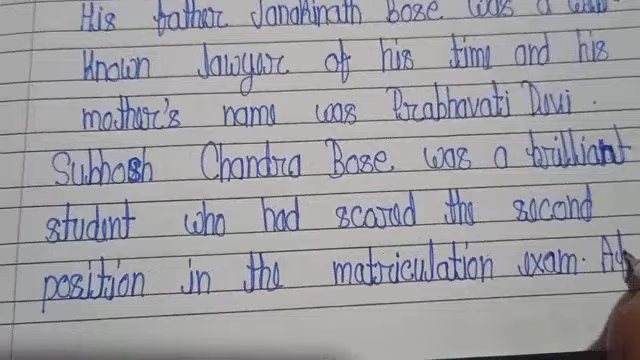 His father Janakinath Bose was a well
known lawyer of his time and his
mother's name was Prabhavati Devi.
Subhash Chandra Bose was a brilliant
student who had scared the second
position in the matriculation exam.